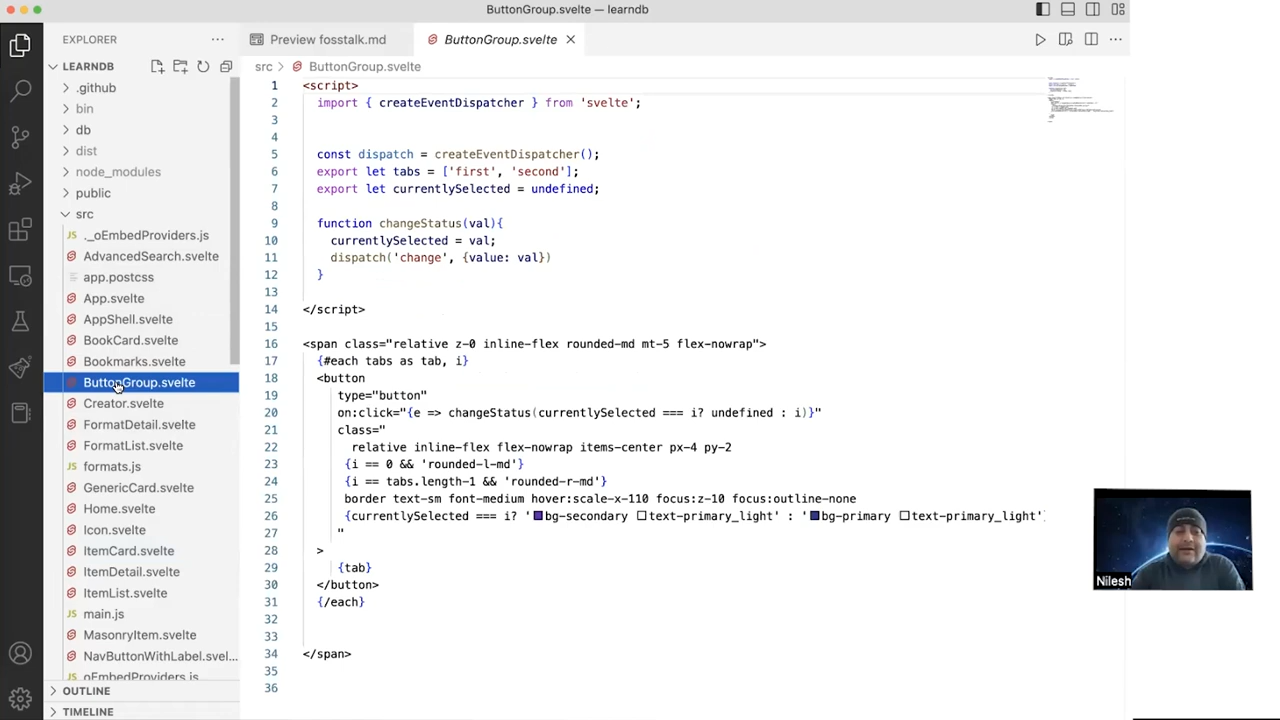 ButtonGroup.svelte — learndb
EXPLORER
LEARNDB
.github
bin
db
dist
node_modules
public
src
._oEmbedProviders.js
AdvancedSearch.svelte
app.postcss
App.svelte
AppShell.svelte
BookCard.svelte
Bookmarks.svelte
ButtonGroup.svelte
Creator.svelte
FormatDetail.svelte
FormatList.svelte
formats.js
GenericCard.svelte
Home.svelte
Icon.svelte
ItemCard.svelte
ItemDetail.svelte
ItemList.svelte
main.js
MasonryItem.svelte
NavButtonWithLabel.svel...
oEmbedProviders.js
OUTLINE
TIMELINE
Preview fosstalk.md
ButtonGroup.svelte
src > ButtonGroup.svelte
1 <script>
2 import { createEventDispatcher } from 'svelte';
3
4
5 const dispatch = createEventDispatcher();
6 export let tabs = ['first', 'second'];
7 export let currentlySelected = undefined;
8
9 function changeStatus(val){
10 currentlySelected = val;
11 dispatch('change', {value: val})
12 }
13
14 </script>
15
16 <span class="relative z-0 inline-flex rounded-md mt-5 flex-nowrap">
17 {#each tabs as tab, i}
18 <button
19 type="button"
20 on:click="{e => changeStatus(currentlySelected === i? undefined : i)}"
21 class="
22 relative inline-flex flex-nowrap items-center px-4 py-2
23 {i == 0 && 'rounded-l-md'}
24 {i == tabs.length-1 && 'rounded-r-md'}
25 border text-sm font-medium hover:scale-x-110 focus:z-10 focus:outline-none
26 {currentlySelected === i? 'bg-secondary text-primary_light' : 'bg-primary text-primary_light'}
27 "
28 >
29 {tab}
30 </button>
31 {/each}
32
33
34 </span>
35
36
Nilesh